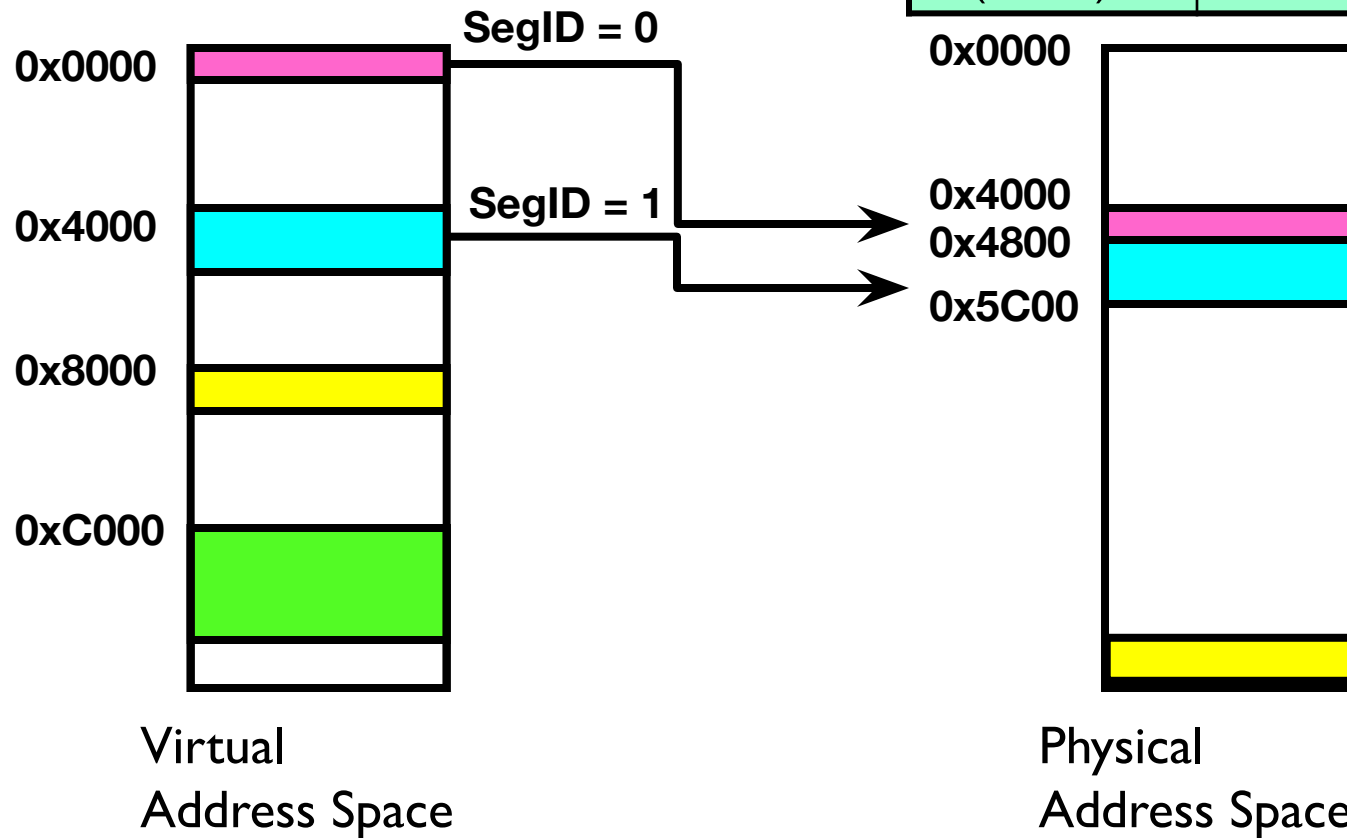 SegID = 0
0x0000
0x4000
SegID = 1
0x8000
0xC000
0x0000
0x4000
0x4800
0x5C00
Virtual
Address Space
Physical
Address Space